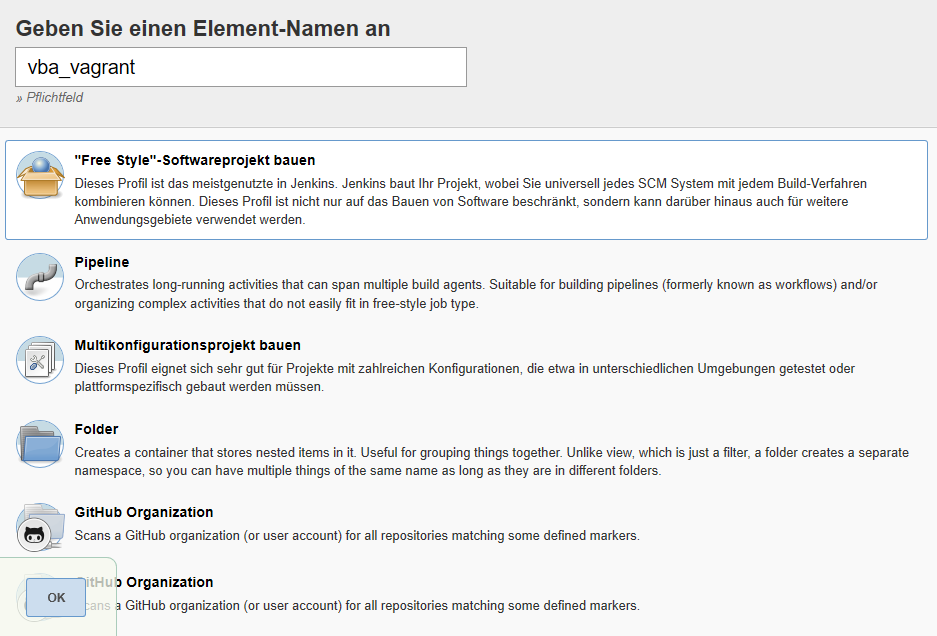 Geben Sie einen Element-Namen an
vba_vagrant
» Pflichtfeld
"Free Style"-Softwareprojekt bauen
Dieses Profil ist das meistgenutzte in Jenkins. Jenkins baut Ihr Projekt, wobei Sie universell jedes SCM System mit jedem Build-Verfahren
kombinieren können. Dieses Profil ist nicht nur auf das Bauen von Software beschränkt, sondern kann darüber hinaus auch für weitere
Anwendungsgebiete verwendet werden.
Pipeline
Orchestrates long-running activities that can span multiple build agents. Suitable for building pipelines (formerly known as workflows) and/or
organizing complex activities that do not easily fit in free-style job type.
Multikonfigurationsprojekt bauen
Dieses Profil eignet sich sehr gut für Projekte mit zahlreichen Konfigurationen, die etwa in unterschiedlichen Umgebungen getestet oder
plattformspezifisch gebaut werden müssen.
Folder
Creates a container that stores nested items in it. Useful for grouping things together. Unlike view, which is just a filter, a folder creates a separate
namespace, so you can have multiple things of the same name as long as they are in different folders.
GitHub Organization
Scans a GitHub organization (or user account) for all repositories matching some defined markers.
GitHub Organization
OK
Scans a GitHub organization (or user account) for all repositories matching some defined markers.